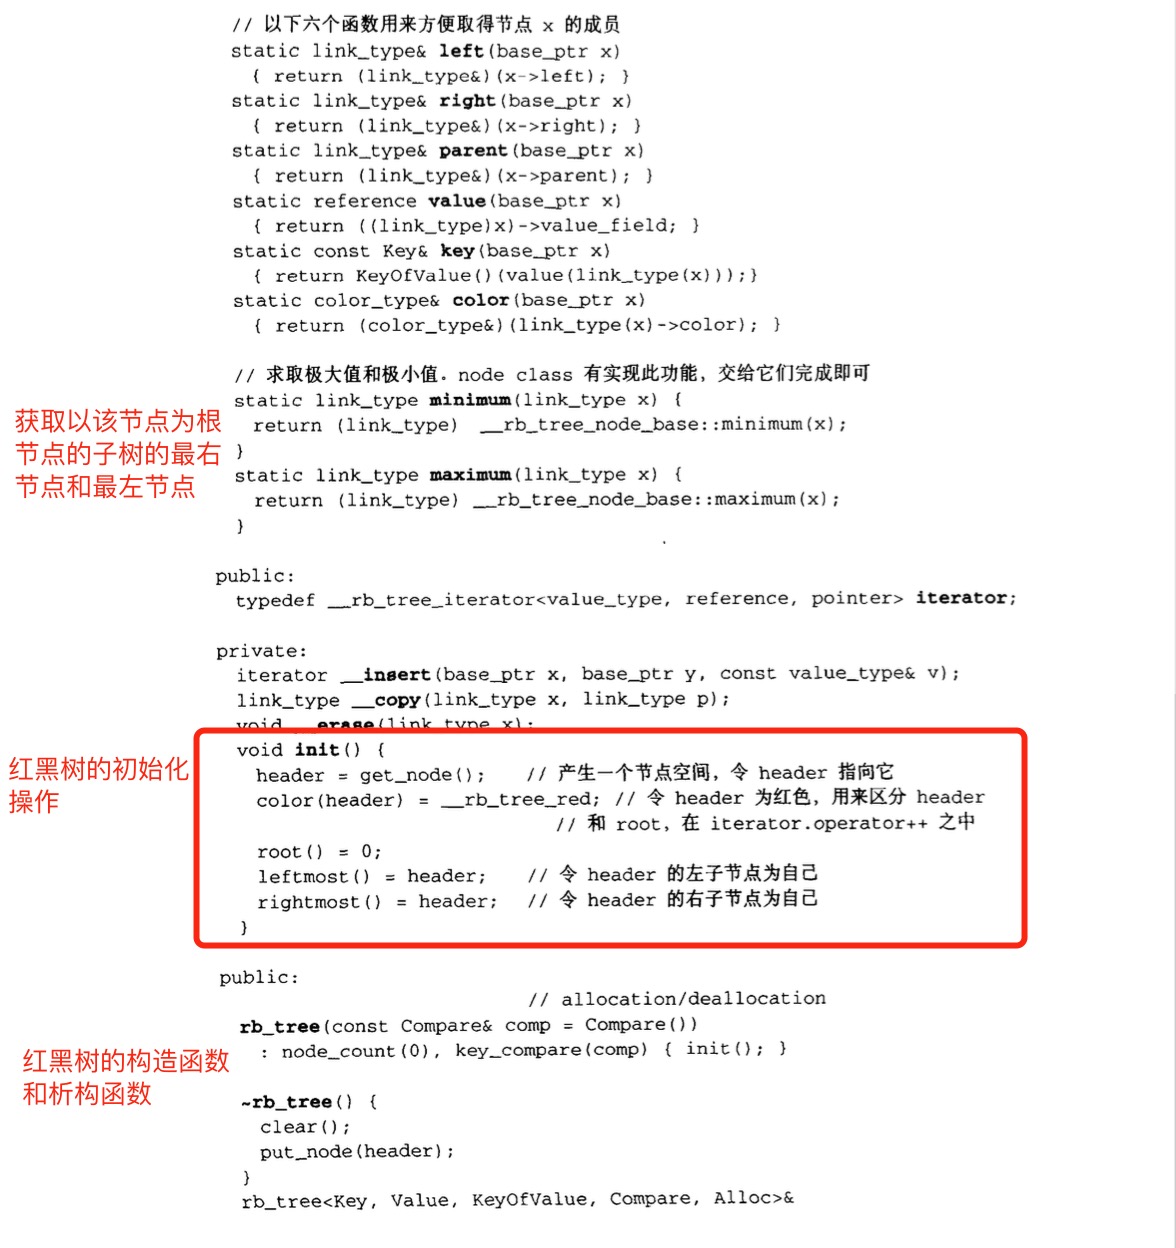 // 以下六个函数用来方便取得节点 x 的成员
static link_type& left(base_ptr x)
{ return (link_type&)(x->left); }
static link_type& right(base_ptr x)
{ return (link_type&)(x->right); }
static link_type& parent(base_ptr x)
{ return (link_type&)(x->parent); }
static reference value(base_ptr x)
{ return ((link_type)x)->value_field; }
static const Key& key(base_ptr x)
{ return KeyOfValue()(value(link_type(x)));}
static color_type& color(base_ptr x)
{ return (color_type&)(link_type(x)->color); }
// 求取极大值和极小值。node class 有实现此功能，交给它们完成即可
static link_type minimum(link_type x) {
return (link_type) __rb_tree_node_base::minimum(x);
}
static link_type maximum(link_type x) {
return (link_type) __rb_tree_node_base::maximum(x);
}
获取以该节点为根
节点的子树的最右
节点和最左节点
public:
typedef __rb_tree_iterator<value_type, reference, pointer> iterator;
private:
iterator __insert(base_ptr x, base_ptr y, const value_type& v);
link_type __copy(link_type x, link_type p);
void __erase(link_type x);
红黑树的初始化
操作
void init() {
header = get_node(); // 产生一个节点空间，令 header 指向它
color(header) = __rb_tree_red; // 令 header 为红色，用来区分 header
// 和 root，在 iterator.operator++ 之中
root() = 0;
leftmost() = header; // 令 header 的左子节点为自己
rightmost() = header; // 令 header 的右子节点为自己
}
public:
// allocation/deallocation
rb_tree(const Compare& comp = Compare())
: node_count(0), key_compare(comp) { init(); }
红黑树的构造函数
和析构函数
~rb_tree() {
clear();
put_node(header);
}
rb_tree<Key, Value, KeyOfValue, Compare, Alloc>&